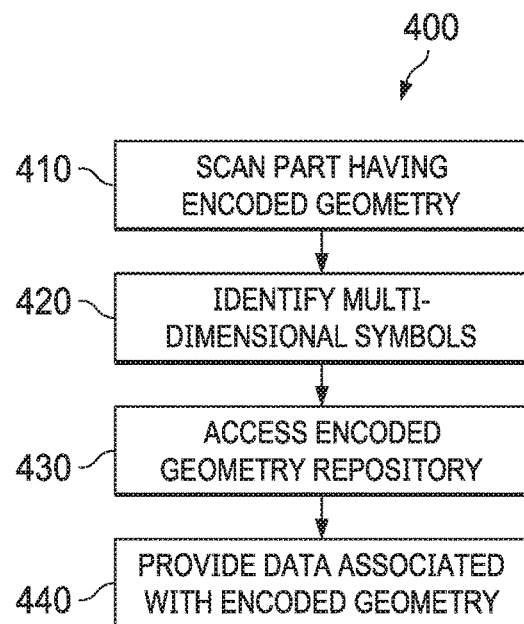 400
410
SCAN PART HAVING
ENCODED GEOMETRY
420
IDENTIFY MULTI-
DIMENSIONAL SYMBOLS
430
ACCESS ENCODED
GEOMETRY REPOSITORY
440
PROVIDE DATA ASSOCIATED
WITH ENCODED GEOMETRY